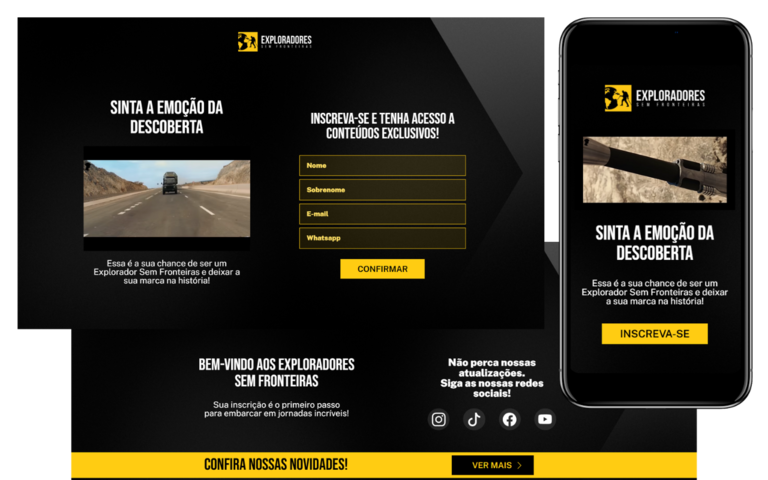 EXPLORADORES
SEM FRONTEIRAS
SINTA A EMOÇÃO DA
DESCOBERTA
Essa é a sua chance de ser um
Explorador Sem Fronteiras e deixar a
sua marca na história!
INSCREVA-SE E TENHA ACESSO A
CONTEÚDOS EXCLUSIVOS!
Nome
Sobrenome
E-mail
Whatsapp
CONFIRMAR
EXPLORADORES
SEM FRONTEIRAS
SINTA A EMOÇÃO DA
DESCOBERTA
Essa é a sua chance de ser um
Explorador Sem Fronteiras e deixar
a sua marca na história!
INSCREVA-SE
BEM-VINDO AOS EXPLORADORES
SEM FRONTEIRAS
Sua inscrição é o primeiro passo
para embarcar em jornadas incríveis!
Não perca nossas
atualizações.
Siga as nossas redes
sociais!
CONFIRA NOSSAS NOVIDADES!
VER MAIS